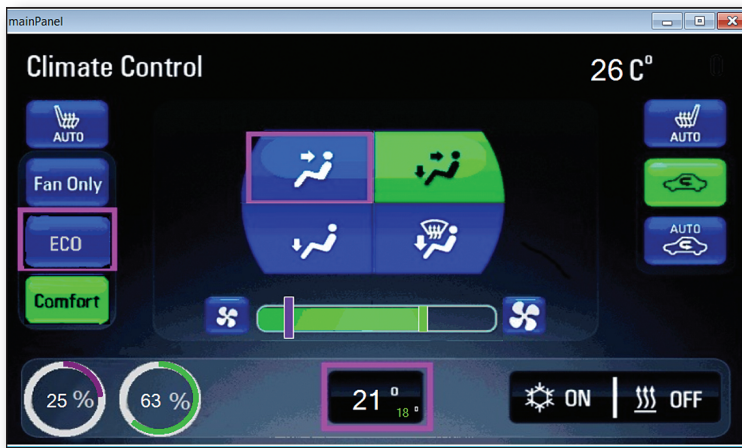 mainPanel
Climate Control
26 C°
AUTO
AUTO
Fan Only
ECO
AUTO
Comfort
25 %
63 %
21 °
18 °
ON
OFF